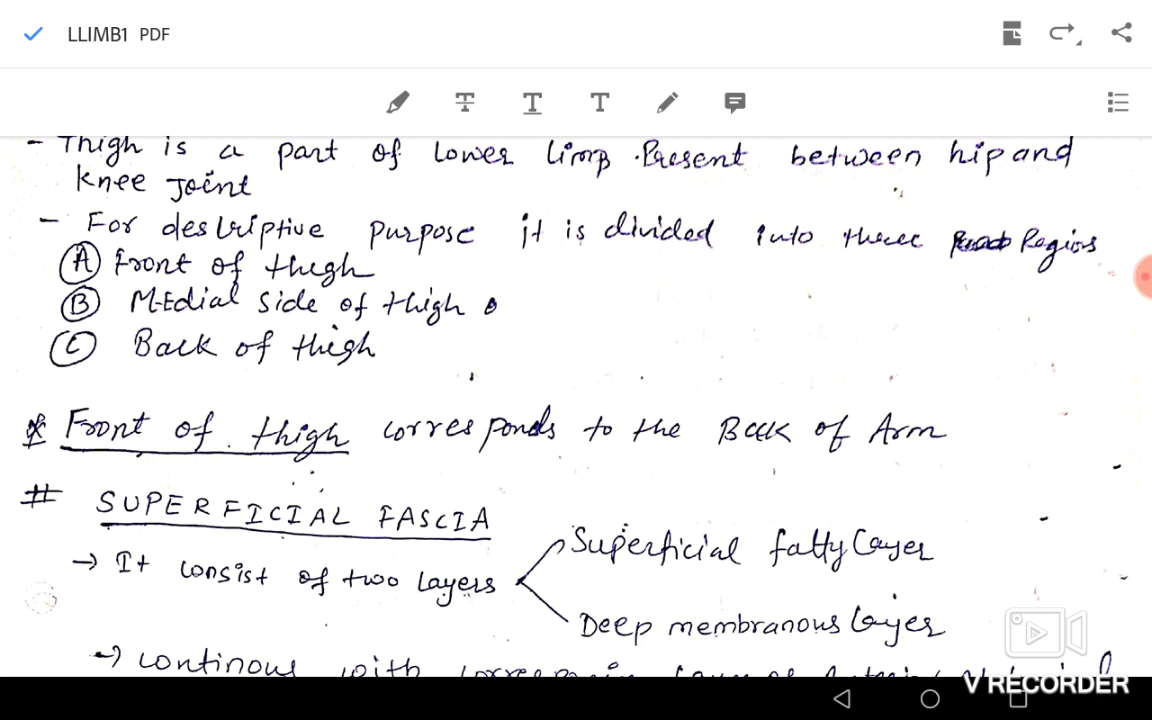 LLIMB1 PDF
- Thigh is a part of lower limp. Present between hip and
knee Joint
- For desctiptive purpose it is divided into three Regions
A Front of thigh
B Medial side of thigh
C Back of thigh
* Front of thigh corresponds to the Back of Arm
# SUPERFICIAL FASCIA
→ It consist of two layers
Superficial fatty layer
Deep membranous layer
→ continous with
V RECORDER